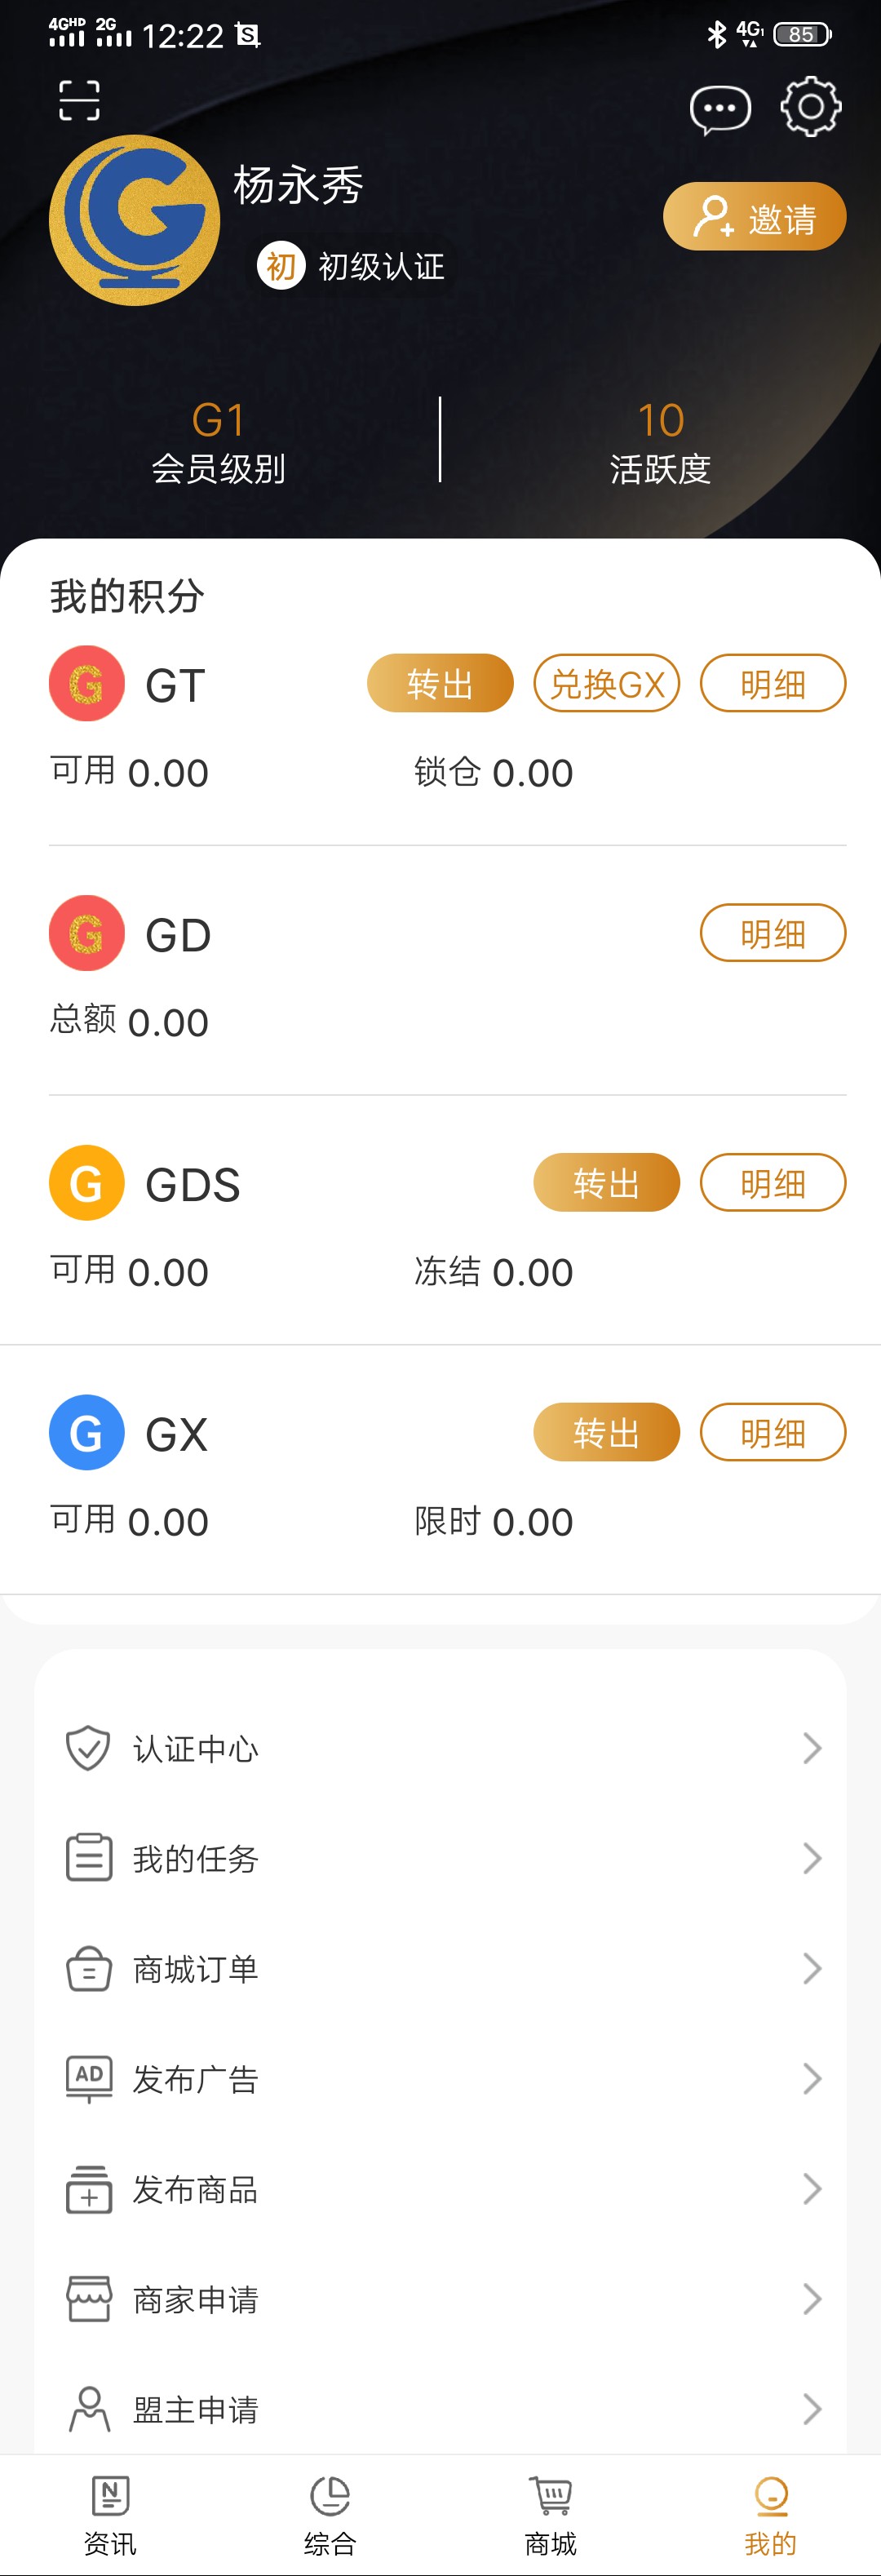 4GHD 2G 12:22 4G1 85
杨永秀
邀请
初 初级认证
G1 10
会员级别 活跃度
我的积分
G GT 转出 兑换GX 明细
可用 0.00 锁仓 0.00
G GD 明细
总额 0.00
G GDS 转出 明细
可用 0.00 冻结 0.00
G GX 转出 明细
可用 0.00 限时 0.00
认证中心
我的任务
商城订单
AD 发布广告
发布商品
商家申请
盟主申请
N
资讯 综合 商城 我的